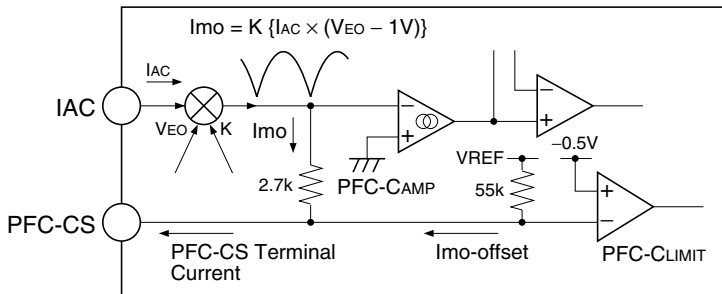 Imo = K {IAC × (VEO – 1V)}
IAC
IAC
VEO
K
Imo
–
+
PFC-CAMP
–
+
2.7k
VREF
55k
–0.5V
+
–
PFC-CLIMIT
PFC-CS
PFC-CS Terminal
Current
Imo-offset